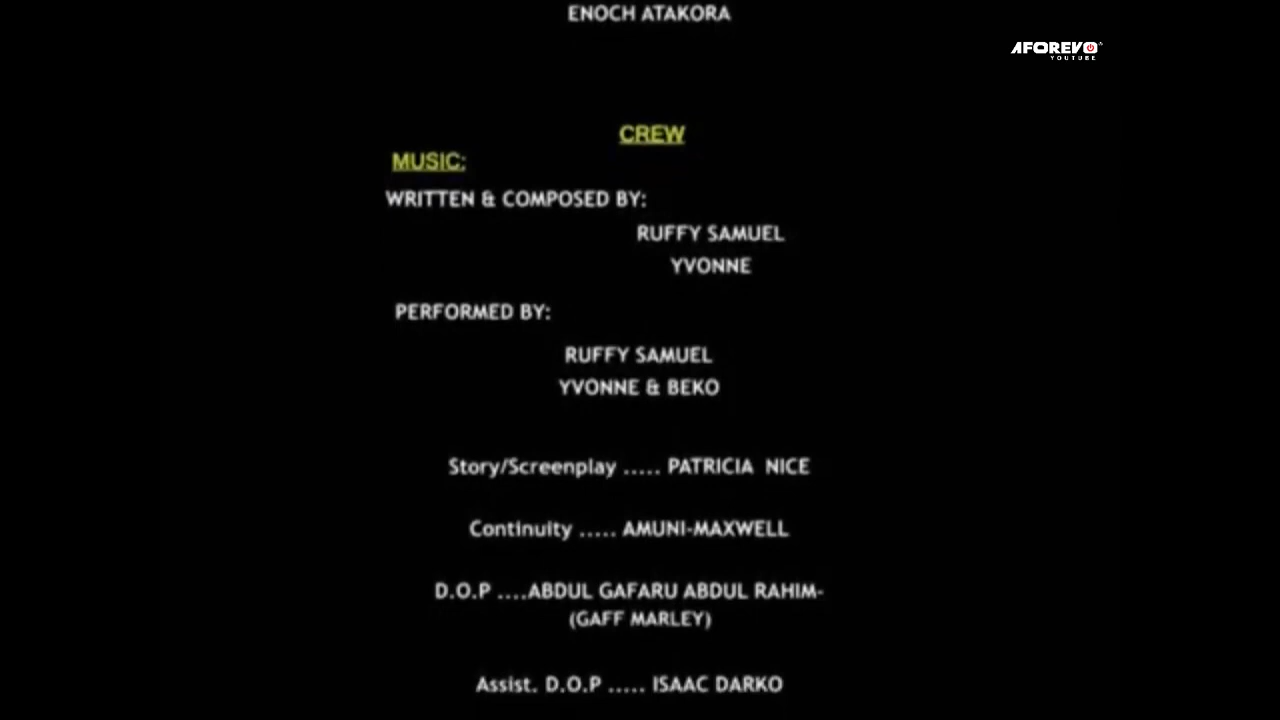 ENOCH ATAKORA
AFOREVO
YOUTUBE
CREW
MUSIC:
WRITTEN & COMPOSED BY:
RUFFY SAMUEL
YVONNE
PERFORMED BY:
RUFFY SAMUEL
YVONNE & BEKO
Story/Screenplay ..... PATRICIA NICE
Continuity ..... AMUNI-MAXWELL
D.O.P ....ABDUL GAFARU ABDUL RAHIM-
(GAFF MARLEY)
Assist. D.O.P ..... ISAAC DARKO